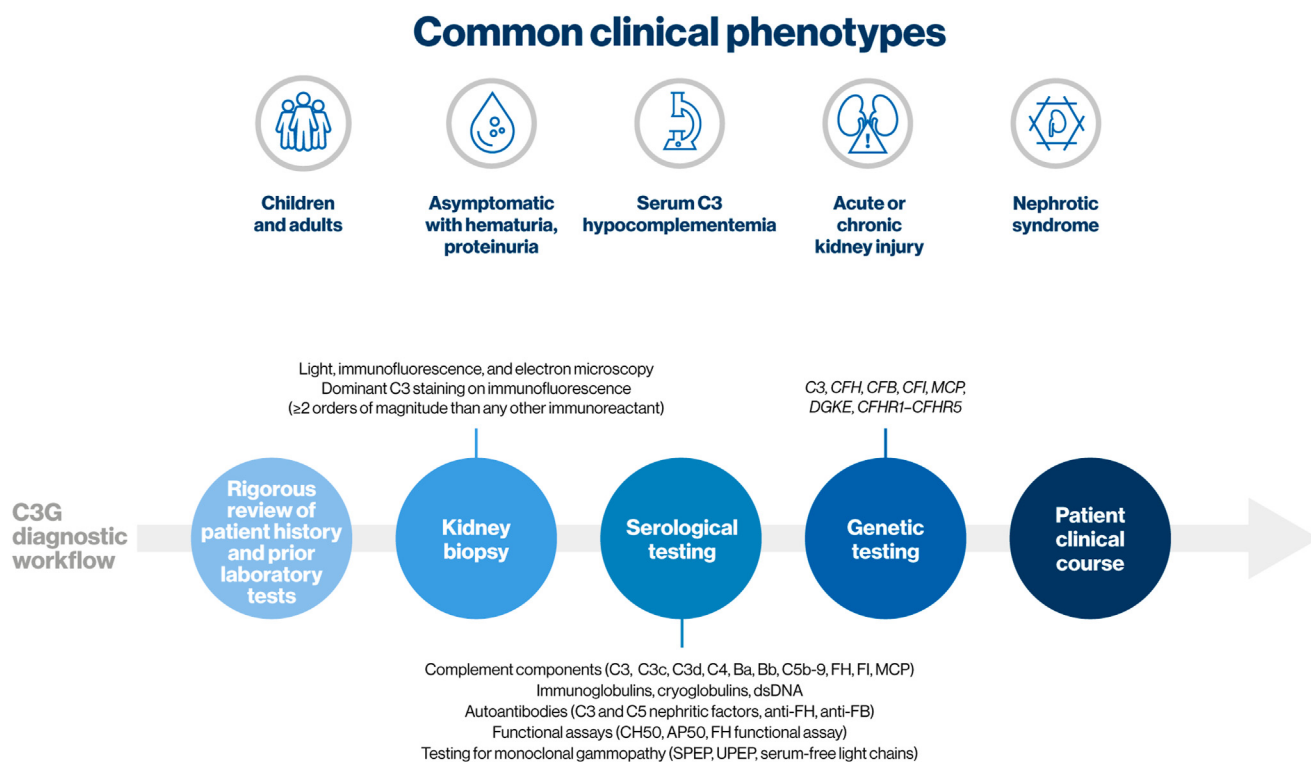 Common clinical phenotypes
Children
and adults
Asymptomatic
with hematuria,
proteinuria
Serum C3
hypocomplementemia
Acute or
chronic
kidney injury
Nephrotic
syndrome
Light, immunofluorescence, and electron microscopy
Dominant C3 staining on immunofluorescence
(≥2 orders of magnitude than any other immunoreactant)
C3, CFH, CFB, CFI, MCP,
DGKE, CFHR1–CFHR5
C3G
diagnostic
workflow
Rigorous
review of
patient history
and prior
laboratory
tests
Kidney
biopsy
Serological
testing
Genetic
testing
Patient
clinical
course
Complement components (C3, C3c, C3d, C4, Ba, Bb, C5b-9, FH, FI, MCP)
Immunoglobulins, cryoglobulins, dsDNA
Autoantibodies (C3 and C5 nephritic factors, anti-FH, anti-FB)
Functional assays (CH50, AP50, FH functional assay)
Testing for monoclonal gammopathy (SPEP, UPEP, serum-free light chains)